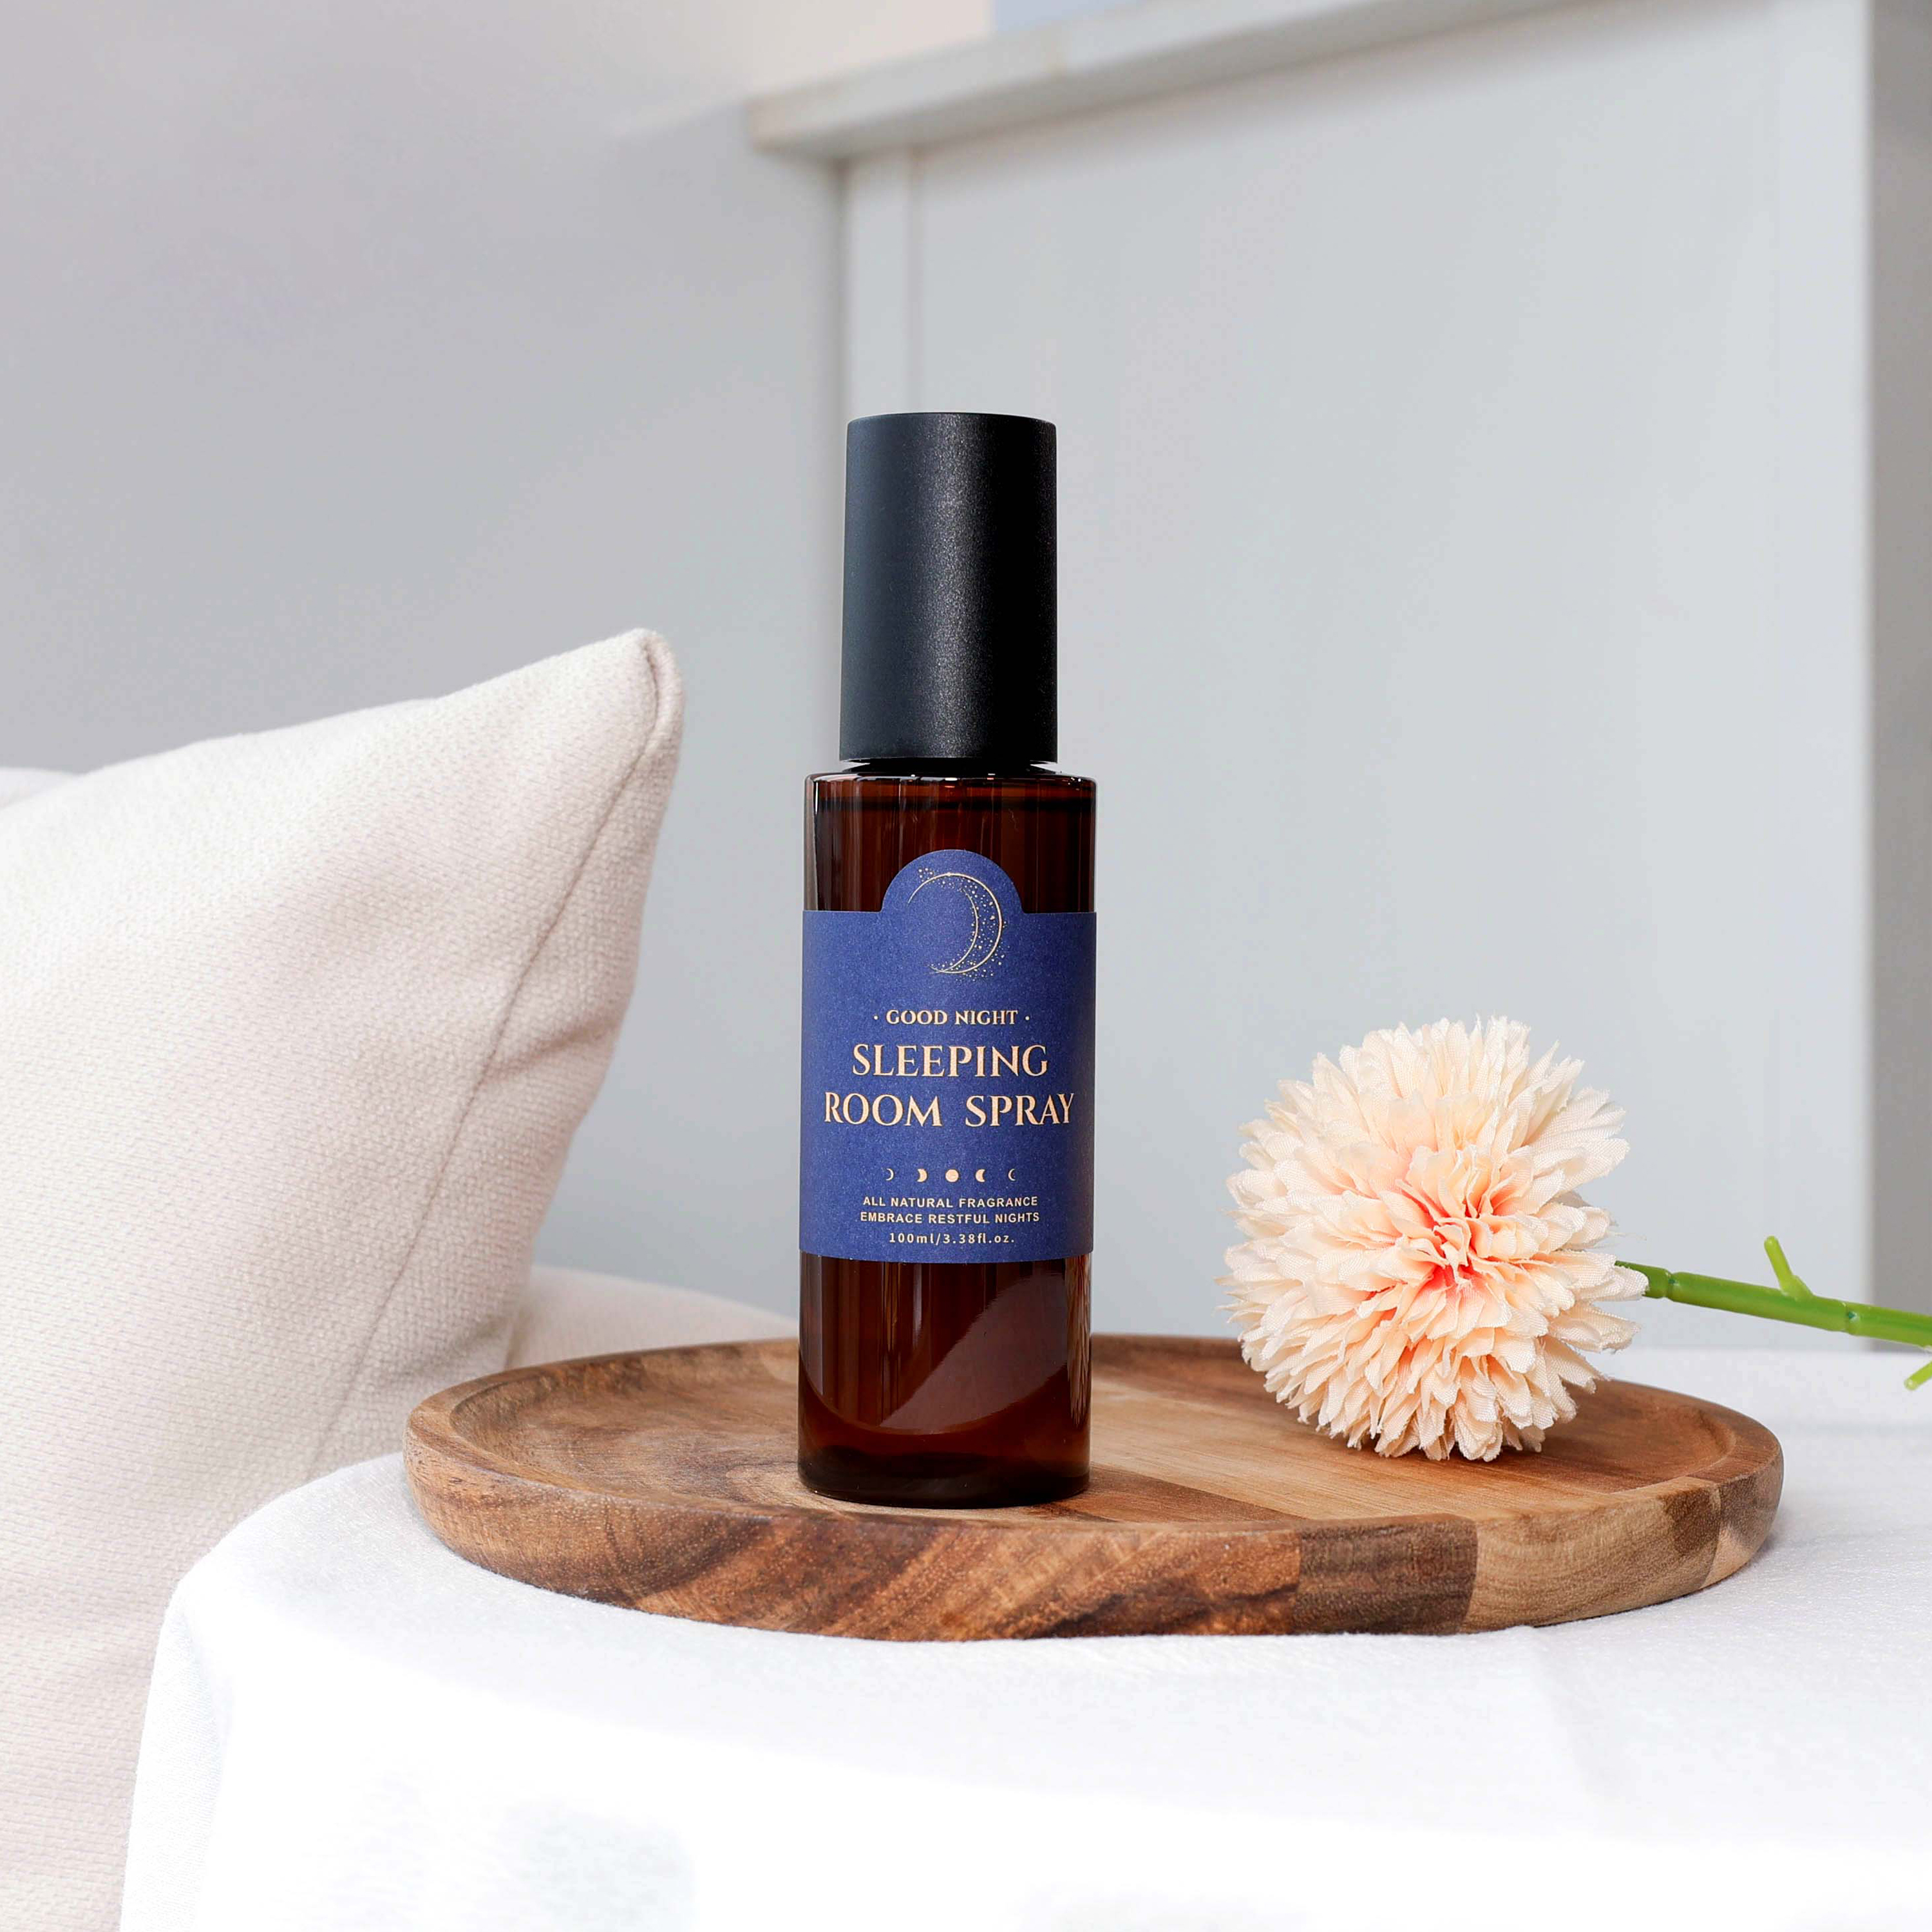 · GOOD NIGHT ·
SLEEPING
ROOM SPRAY
ALL NATURAL FRAGRANCE
EMBRACE RESTFUL NIGHTS
100ml/3.38fl.oz.